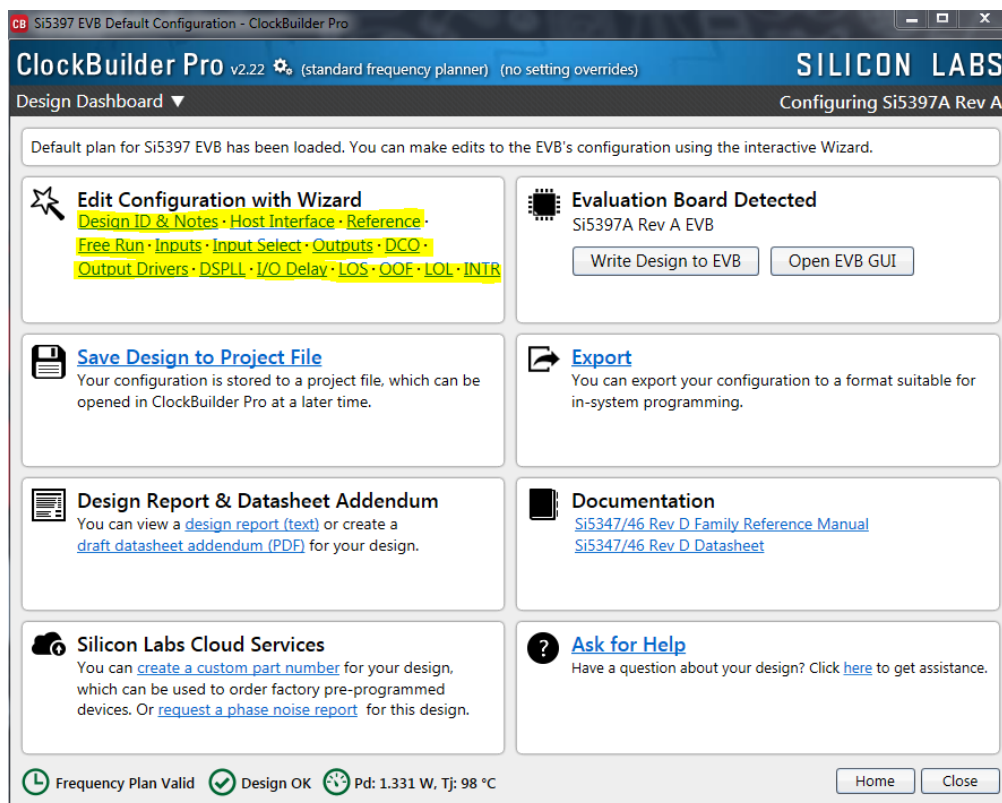 CB Si5397 EVB Default Configuration - ClockBuilder Pro
ClockBuilder Pro v2.22 (standard frequency planner) (no setting overrides)
SILICON LABS
Design Dashboard ▼
Configuring Si5397A Rev A
Default plan for Si5397 EVB has been loaded. You can make edits to the EVB's configuration using the interactive Wizard.
Edit Configuration with Wizard
Design ID & Notes · Host Interface · Reference ·
Free Run · Inputs · Input Select · Outputs · DCO ·
Output Drivers · DSPLL · I/O Delay · LOS · OOF · LOL · INTR
Evaluation Board Detected
Si5397A Rev A EVB
Write Design to EVB
Open EVB GUI
Save Design to Project File
Your configuration is stored to a project file, which can be
opened in ClockBuilder Pro at a later time.
Export
You can export your configuration to a format suitable for
in-system programming.
Design Report & Datasheet Addendum
You can view a design report (text) or create a
draft datasheet addendum (PDF) for your design.
Documentation
Si5347/46 Rev D Family Reference Manual
Si5347/46 Rev D Datasheet
Silicon Labs Cloud Services
You can create a custom part number for your design,
which can be used to order factory pre-programmed
devices. Or request a phase noise report for this design.
Ask for Help
Have a question about your design? Click here to get assistance.
Frequency Plan Valid
Design OK
Pd: 1.331 W, Tj: 98 °C
Home
Close